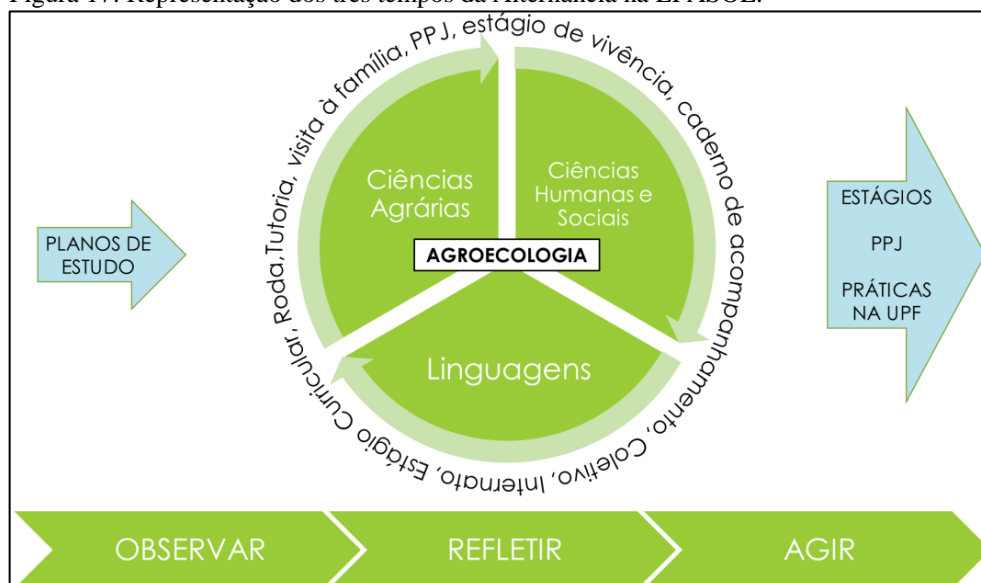 Figura 17. Representação dos três tempos da Alternância na EFASOL.
Roda,Tutoria, visita à família, PPJ, estágio de vivência, caderno de acompanhamento, Coletivo, Internato, Estágio Curricular,
PLANOS DE
ESTUDO
Ciências
Agrárias
Ciências
Humanas e
Sociais
AGROECOLOGIA
Linguagens
ESTÁGIOS
PPJ
PRÁTICAS
NA UPF
OBSERVAR
REFLETIR
AGIR